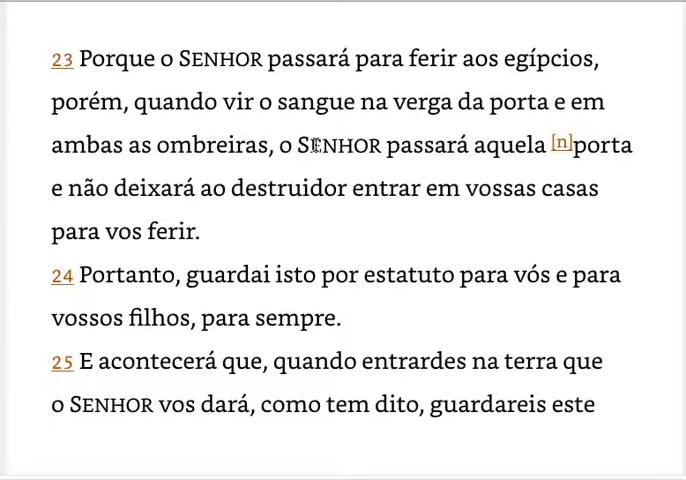 23 Porque o SENHOR passará para ferir aos egípcios,
porém, quando vir o sangue na verga da porta e em
ambas as ombreiras, o SENHOR passará aquela [n]porta
e não deixará ao destruidor entrar em vossas casas
para vos ferir.
24 Portanto, guardai isto por estatuto para vós e para
vossos filhos, para sempre.
25 E acontecerá que, quando entrardes na terra que
o SENHOR vos dará, como tem dito, guardareis este